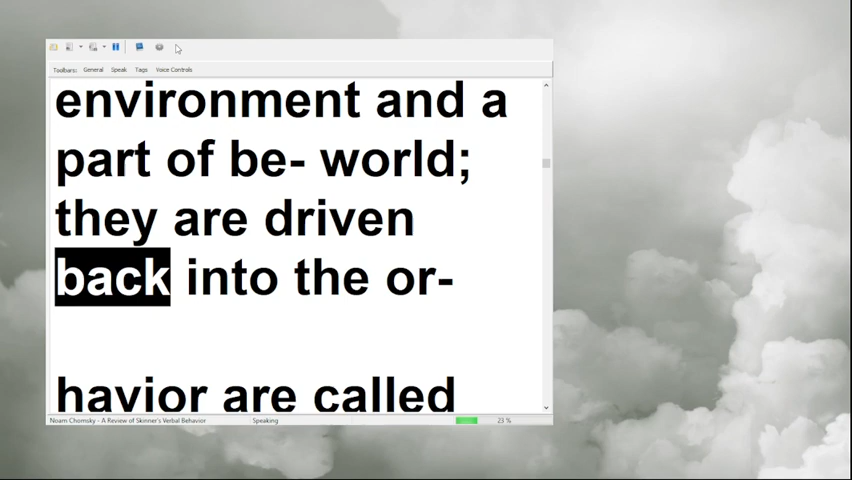 Toolbars: General Speak Tags Voice Controls
environment and a
part of be- world;
they are driven
back into the or-
havior are called
Noam Chomsky - A Review of Skinner's Verbal Behavior Speaking 23 %